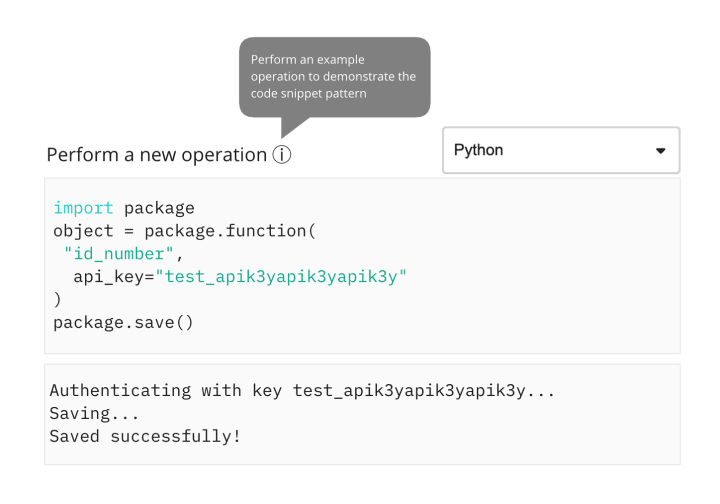 Perform an example
operation to demonstrate the
code snippet pattern
Perform a new operation ⓘ
Python
import package
object = package.function(
"id_number",
api_key="test_apik3yapik3yapik3y"
)
package.save()
Authenticating with key test_apik3yapik3yapik3y...
Saving...
Saved successfully!